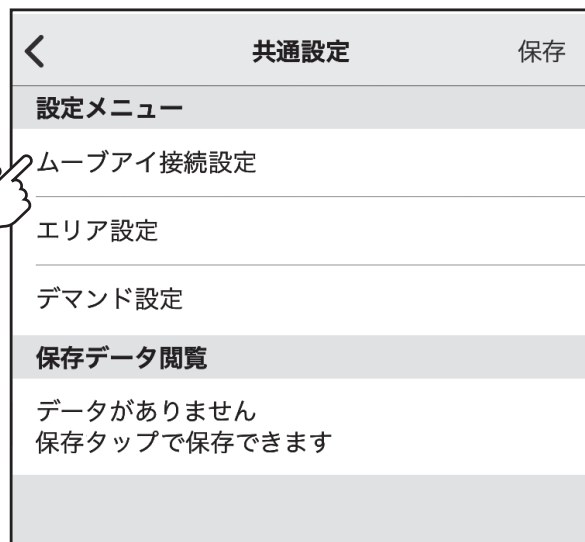 共通設定
保存
設定メニュー
ムーブアイ接続設定
エリア設定
デマンド設定
保存データ閲覧
データがありません
保存タップで保存できます